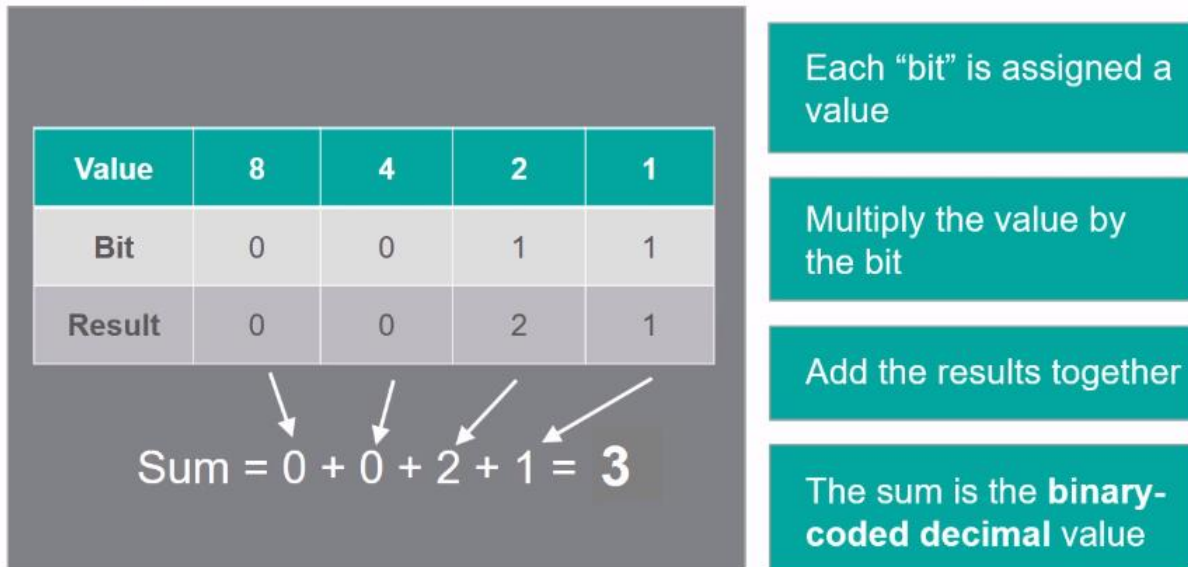 Value 8 4 2 1
Bit 0 0 1 1
Result 0 0 2 1
Sum = 0 + 0 + 2 + 1 = 3
Each “bit” is assigned a
value
Multiply the value by
the bit
Add the results together
The sum is the binary-
coded decimal value